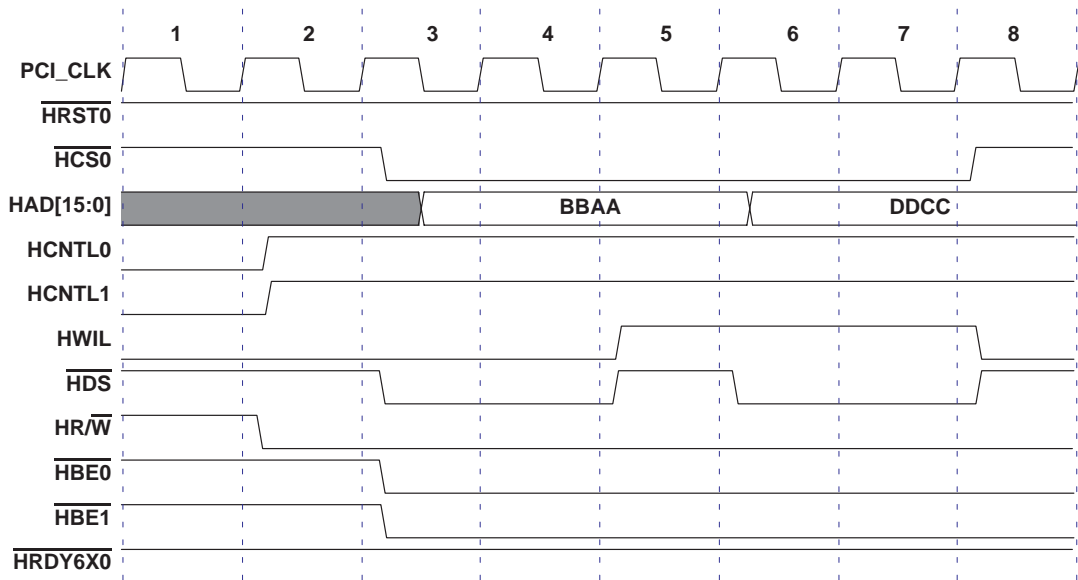 1 2 3 4 5 6 7 8
PCI_CLK
HRST0
HCS0
HAD[15:0] BBAA DDCC
HCNTL0
HCNTL1
HWIL
HDS
HR/W
HBE0
HBE1
HRDY6X0